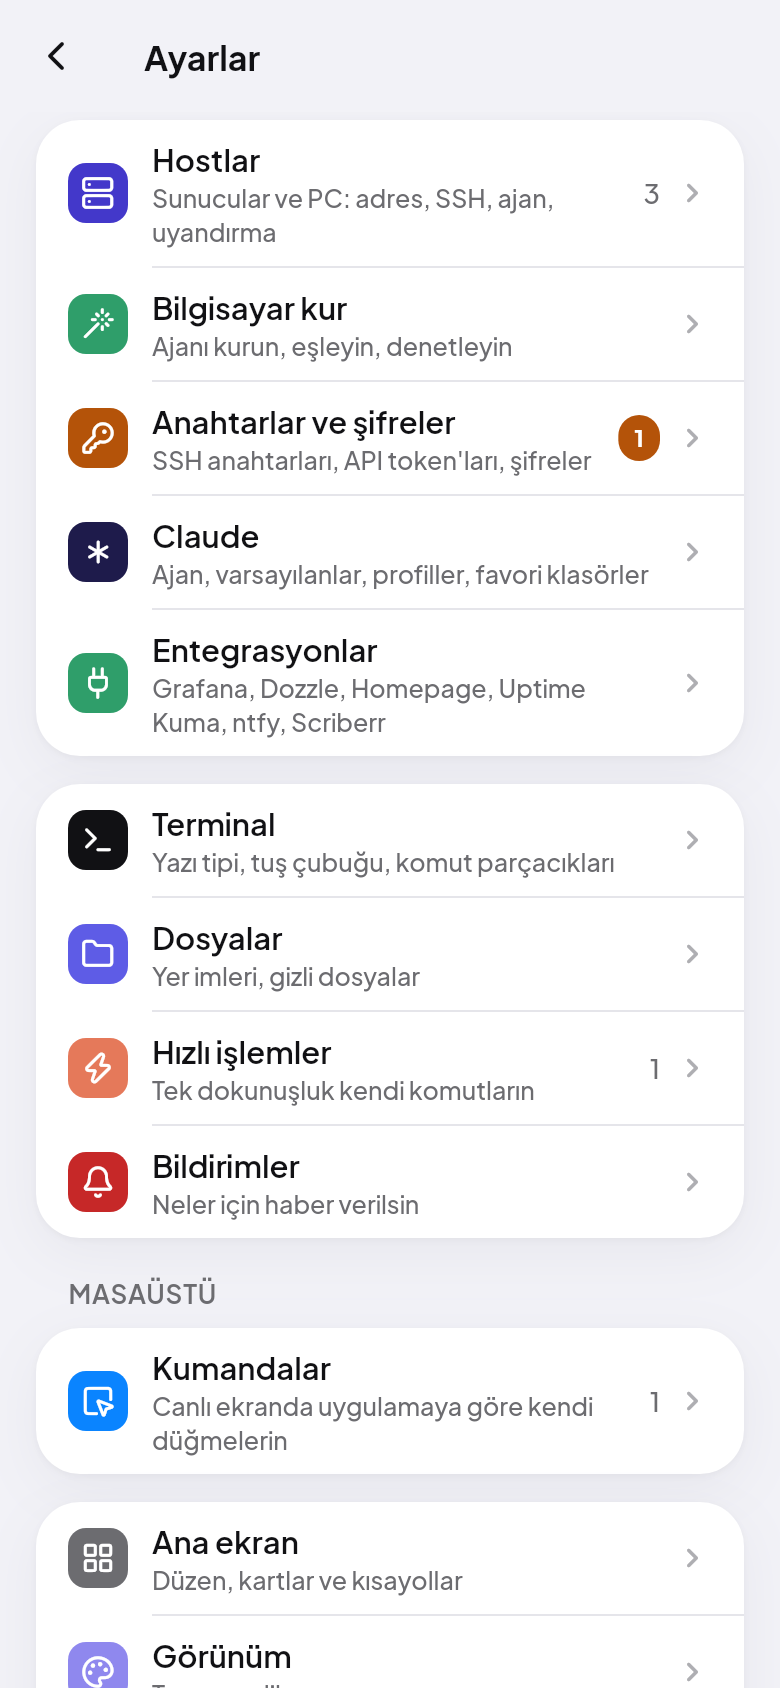 Ayarlar
Hostlar
Sunucular ve PC: adres, SSH, ajan,
uyandırma
3
Bilgisayar kur
Ajanı kurun, eşleyin, denetleyin
Anahtarlar ve şifreler
SSH anahtarları, API token'ları, şifreler
1
Claude
Ajan, varsayılanlar, profiller, favori klasörler
Entegrasyonlar
Grafana, Dozzle, Homepage, Uptime
Kuma, ntfy, Scriberr
Terminal
Yazı tipi, tuş çubuğu, komut parçacıkları
Dosyalar
Yer imleri, gizli dosyalar
Hızlı işlemler
Tek dokunuşluk kendi komutların
1
Bildirimler
Neler için haber verilsin
MASAÜSTÜ
Kumandalar
Canlı ekranda uygulamaya göre kendi
düğmelerin
1
Ana ekran
Düzen, kartlar ve kısayollar
Görünüm